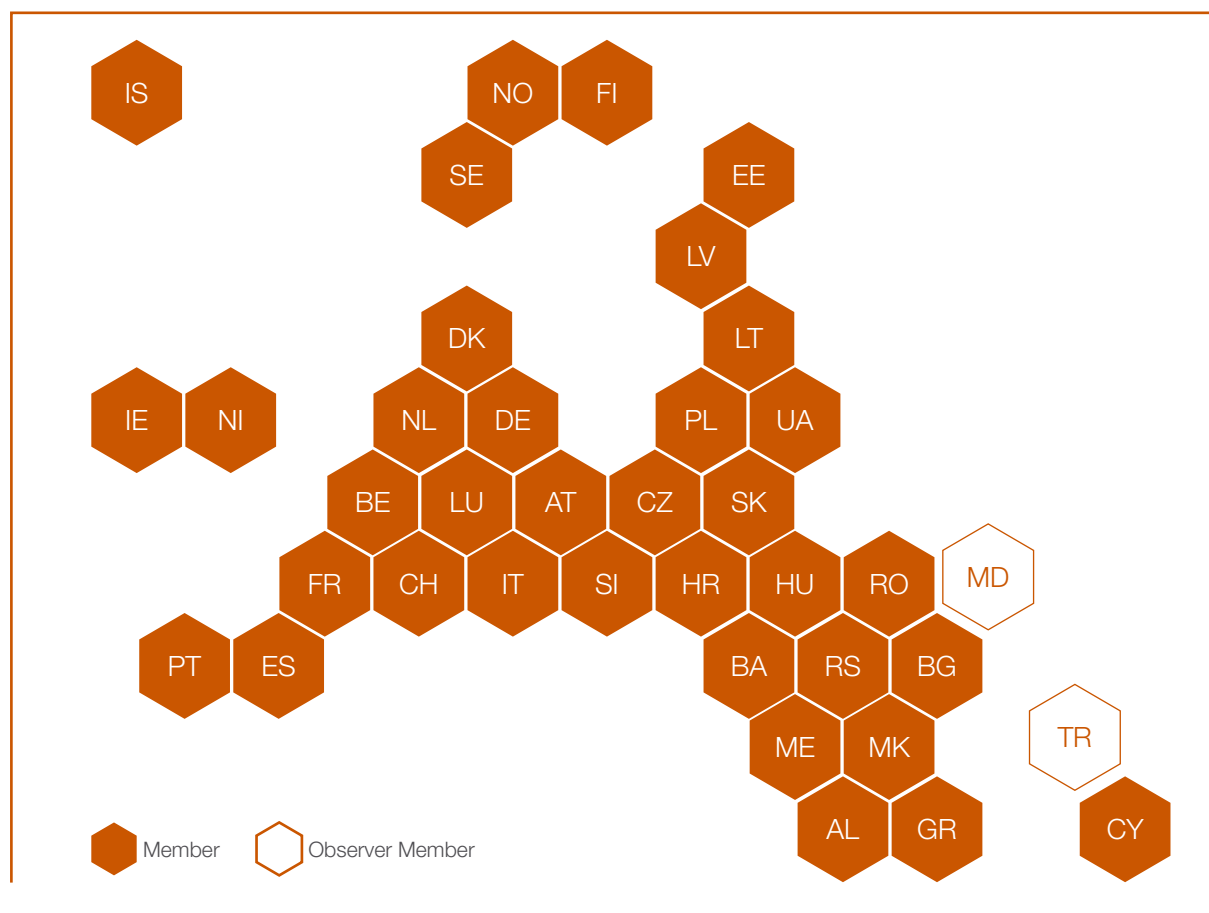 IS NO FI
SE EE
LV
DK LT
IE NI NL DE PL UA
BE LU AT CZ SK
FR CH IT SI HR HU RO MD
PT ES BA RS BG
ME MK TR
AL GR CY
Member Observer Member